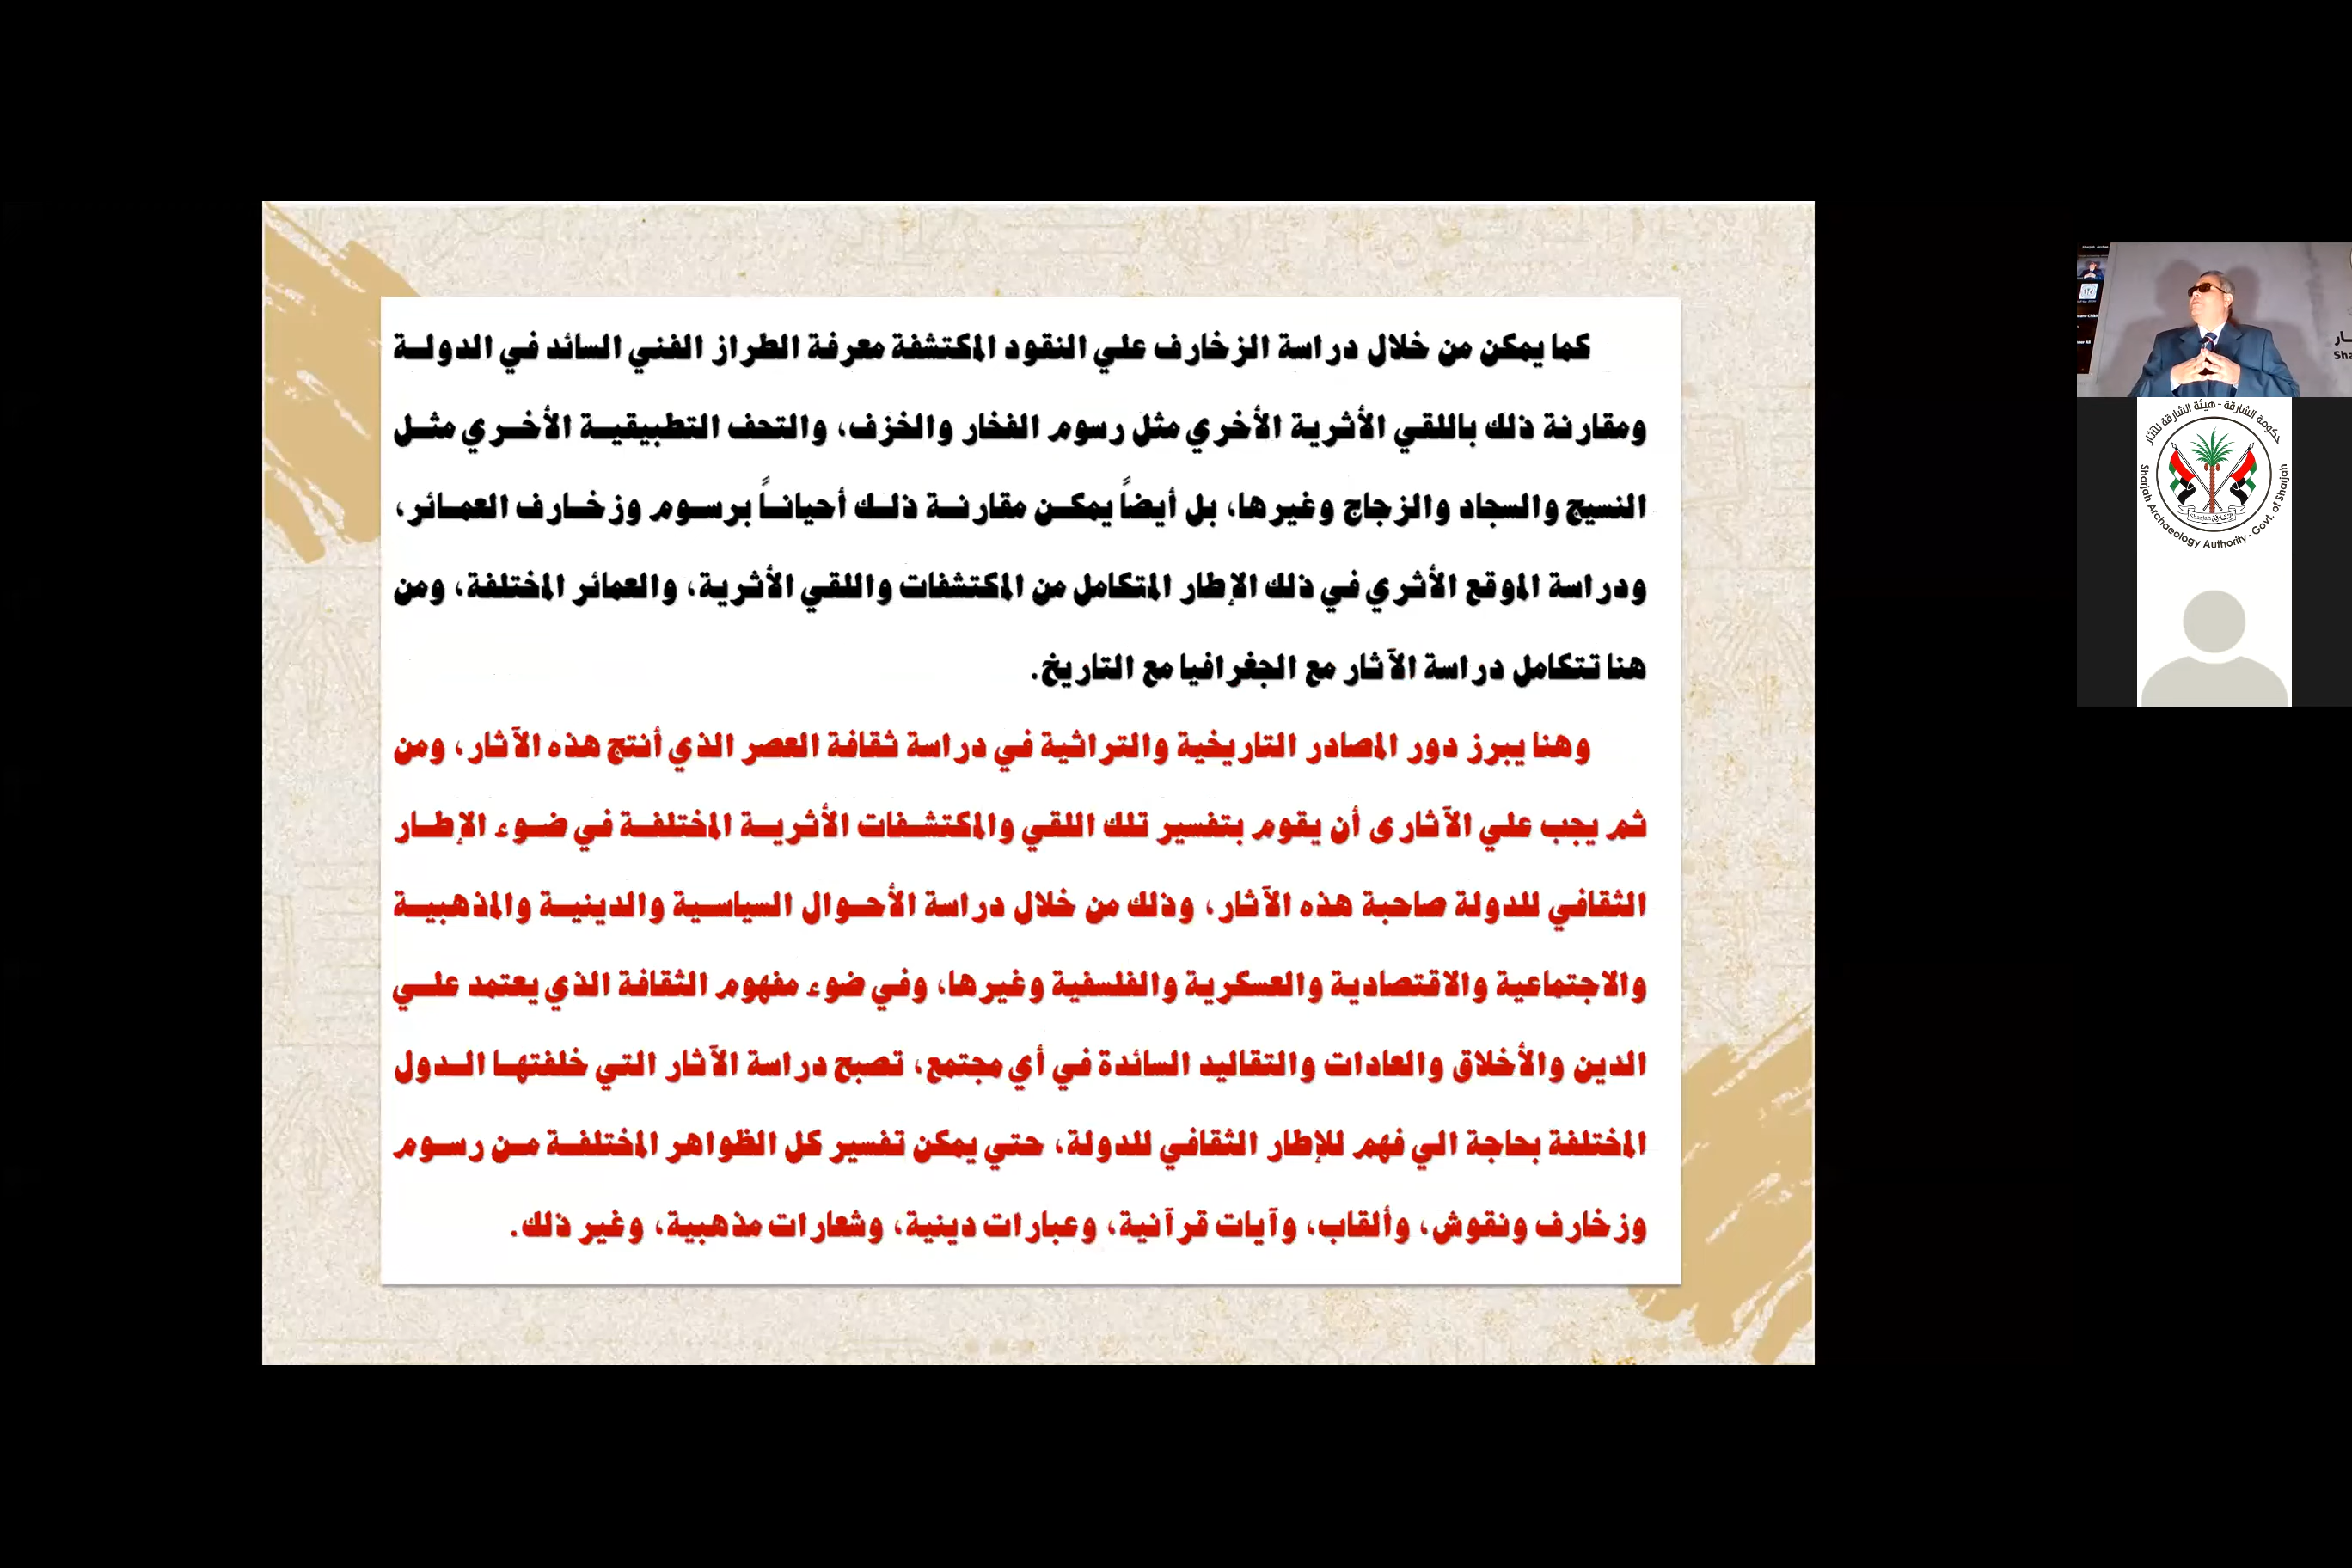 كما يمكن من خلال دراسة الزخارف علي النقود المكتشفة معرفة الطراز الفني السائد في الدولة
ومقارنة ذلك باللقي الأثرية الأخري مثل رسوم الفخار والخزف، والتحف التطبيقية الأخري مثل
النسيج والسجاد والزجاج وغيرها، بل أيضاً يمكن مقارنة ذلك أحياناً برسوم وزخارف العمائر،
ودراسة الموقع الأثري في ذلك الإطار المتكامل من المكتشفات واللقي الأثرية، والعمائر المختلفة، ومن
هنا تتكامل دراسة الآثار مع الجغرافيا مع التاريخ.
وهنا يبرز دور المصادر التاريخية والتراثية في دراسة ثقافة العصر الذي أنتج هذه الآثار، ومن
ثم يجب علي الآثارى أن يقوم بتفسير تلك اللقي والمكتشفات الأثرية المختلفة في ضوء الإطار
الثقافي للدولة صاحبة هذه الآثار، وذلك من خلال دراسة الأحوال السياسية والدينية والمذهبية
والاجتماعية والاقتصادية والعسكرية والفلسفية وغيرها، وفي ضوء مفهوم الثقافة الذي يعتمد علي
الدين والأخلاق والعادات والتقاليد السائدة في أي مجتمع، تصبح دراسة الآثار التي خلفتها الدول
المختلفة بحاجة الي فهم للإطار الثقافي للدولة، حتي يمكن تفسير كل الظواهر المختلفة من رسوم
وزخارف ونقوش، وألقاب، وآيات قرآنية، وعبارات دينية، وشعارات مذهبية، وغير ذلك.
حكومة الشارقة - هيئة الشارقة للآثار
Sharjah Archaeology Authority - Govt. of Sharjah